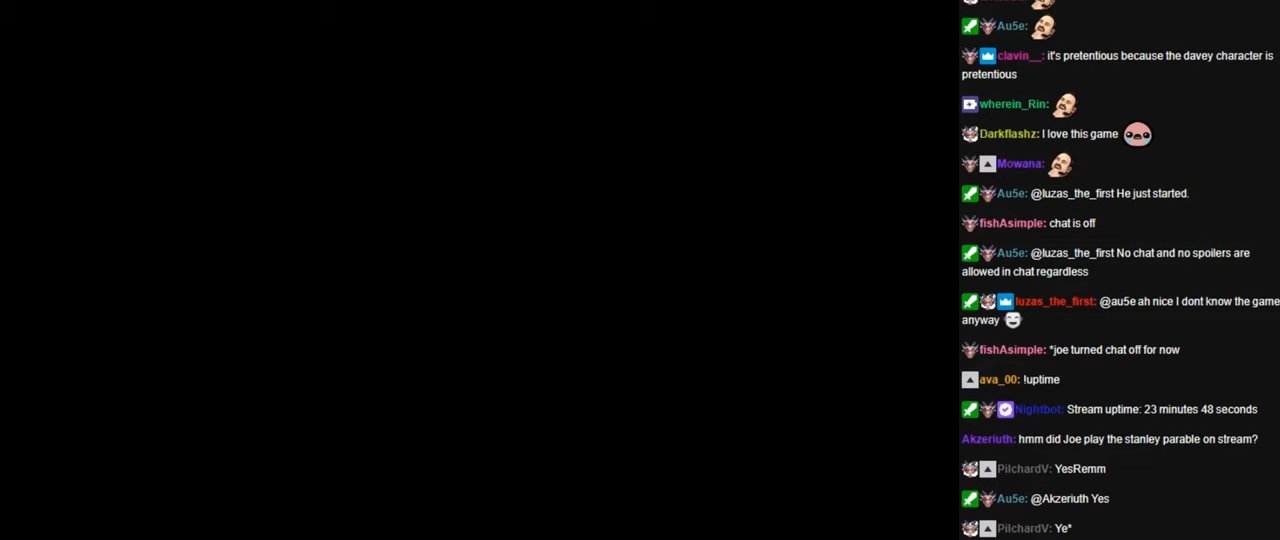 Au5e:
clavin__: it's pretentious because the davey character is
pretentious
wherein_Rin:
Darkflashz: I love this game
Mowana:
Au5e: @luzas_the_first He just started.
fishAsimple: chat is off
Au5e: @luzas_the_first No chat and no spoilers are
allowed in chat regardless
luzas_the_first: @au5e ah nice I dont know the game
anyway
fishAsimple: *joe turned chat off for now
ava_00: !uptime
Nightbot: Stream uptime: 23 minutes 48 seconds
Akzeriuth: hmm did Joe play the stanley parable on stream?
PilchardV: YesRemm
Au5e: @Akzeriuth Yes
PilchardV: Ye*